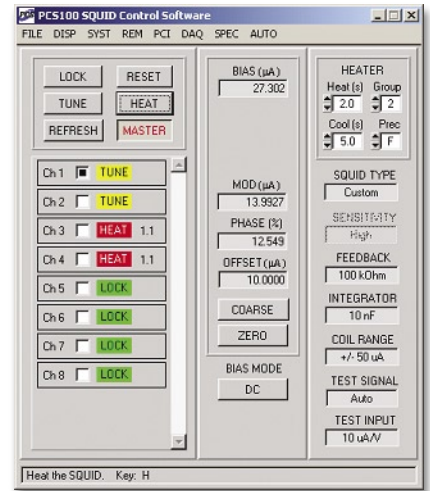 PCS100 SQUID Control Software
FILE DISP SYST REM PCI DAQ SPEC AUTO
LOCK RESET
TUNE HEAT
REFRESH MASTER
Ch 1 TUNE
Ch 2 TUNE
Ch 3 HEAT 1.1
Ch 4 HEAT 1.1
Ch 5 LOCK
Ch 6 LOCK
Ch 7 LOCK
Ch 8 LOCK
BIAS (µA)
27.302
MOD (µA)
13.9927
PHASE (%)
12.549
OFFSET (µA)
10.0000
COARSE
ZERO
BIAS MODE
DC
HEATER
Heat (s) Group
2.0 2
Cool (s) Prec
5.0 F
SQUID TYPE
Custom
SENSITIVITY
High
FEEDBACK
100 kOhm
INTEGRATOR
10 nF
COIL RANGE
+/- 50 uA
TEST SIGNAL
Auto
TEST INPUT
10 uA/V
Heat the SQUID. Key: H